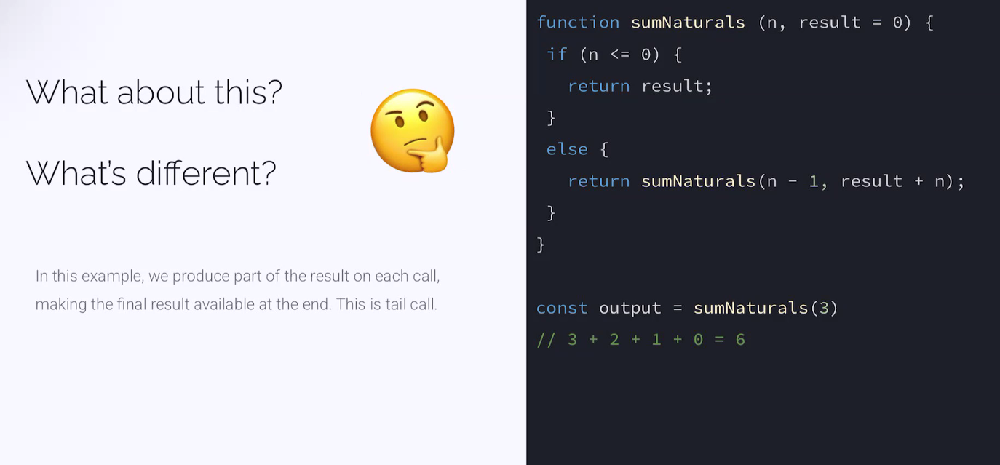 What about this?
What's different?
In this example, we produce part of the result on each call,
making the final result available at the end. This is tail call.
function sumNaturals (n, result = 0) {
 if (n <= 0) {
   return result;
 }
 else {
   return sumNaturals(n - 1, result + n);
 }
}
const output = sumNaturals(3)
// 3 + 2 + 1 + 0 = 6